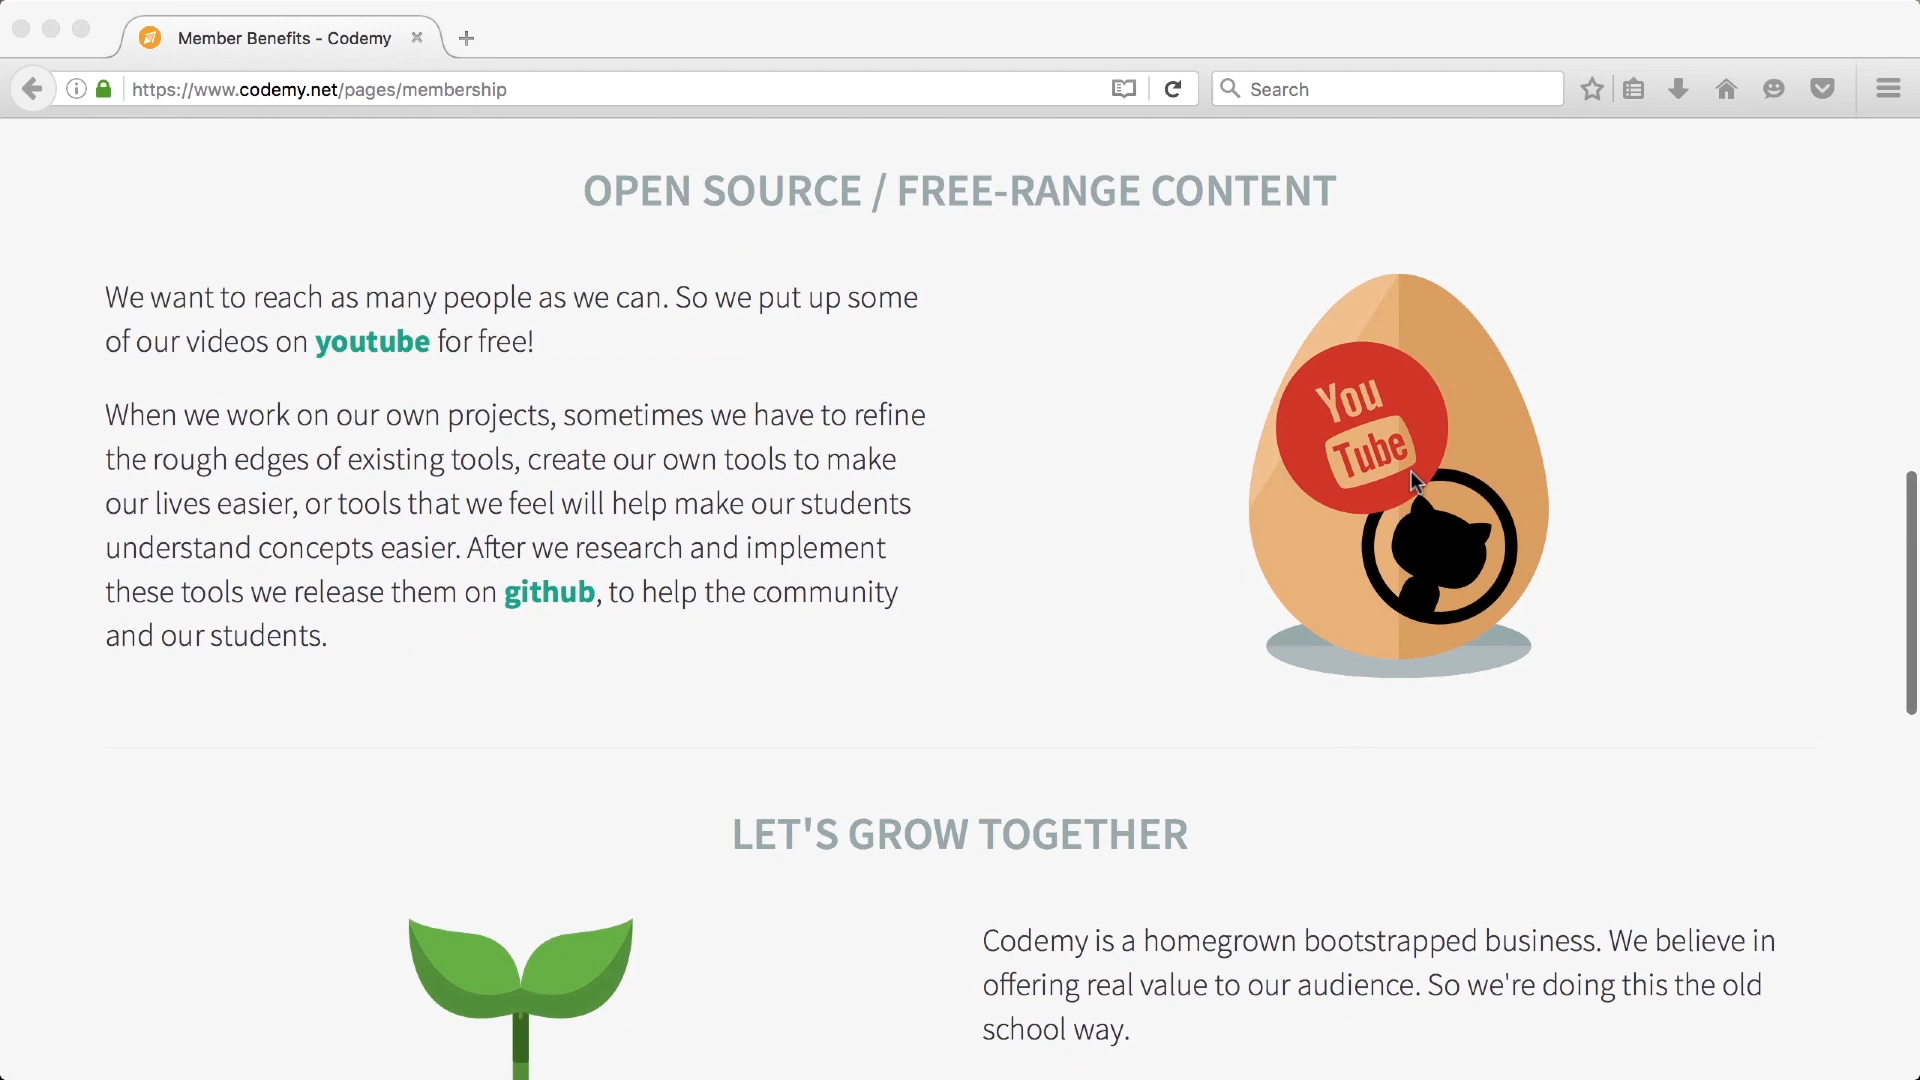 Member Benefits - Codemy
https://www.codemy.net/pages/membership
Search
OPEN SOURCE / FREE-RANGE CONTENT
We want to reach as many people as we can. So we put up some
of our videos on youtube for free!
When we work on our own projects, sometimes we have to refine
the rough edges of existing tools, create our own tools to make
our lives easier, or tools that we feel will help make our students
understand concepts easier. After we research and implement
these tools we release them on github, to help the community
and our students.
You
Tube
LET'S GROW TOGETHER
Codemy is a homegrown bootstrapped business. We believe in
offering real value to our audience. So we're doing this the old
school way.